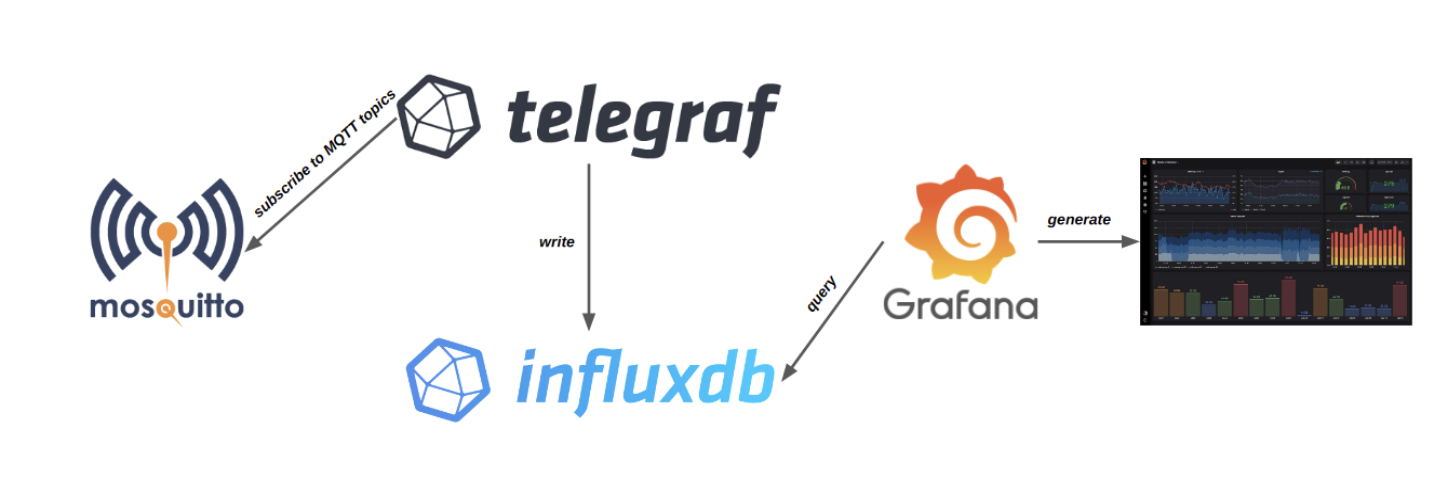 subscribe to MQTT topics
telegraf
mosquitto
write
influxdb
query
Grafana
generate